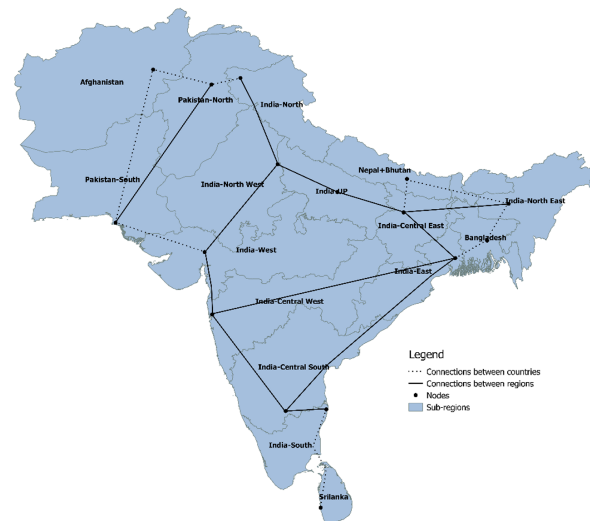 Afghanistan
Pakistan-North
India-North
Nepal+Bhutan
Pakistan-South
India-North West
India UP
India-North East
India-Central East
Bangladesh
India-West
India-East
India-Central West
India-Central South
India-South
Srilanka
Legend
Connections between countries
Connections between regions
Nodes
Sub-regions